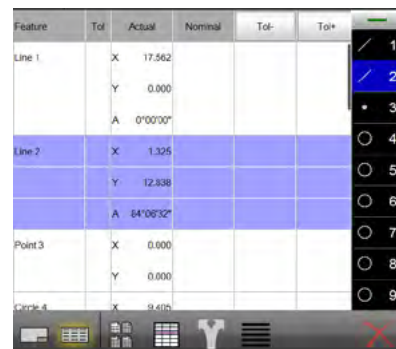 Feature Tol Actual Nominal Tol- Tol+
Line 1 X 17.562
Y 0.000
A 0°00'00"
Line 2 X 1.325
Y 12.838
A 84°06'32"
Point 3 X 0.000
Y 0.000
Circle 4 X 9.405
1
2
3
4
5
6
7
8
9